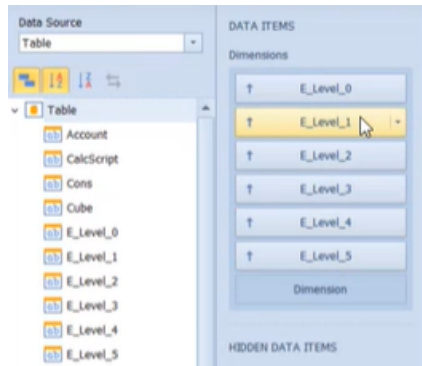 Data Source
Table
Table
Account
CalcScript
Cons
Cube
E_Level_0
E_Level_1
E_Level_2
E_Level_3
E_Level_4
E_Level_5
DATA ITEMS
Dimensions
E_Level_0
E_Level_1
E_Level_2
E_Level_3
E_Level_4
E_Level_5
Dimension
HIDDEN DATA ITEMS